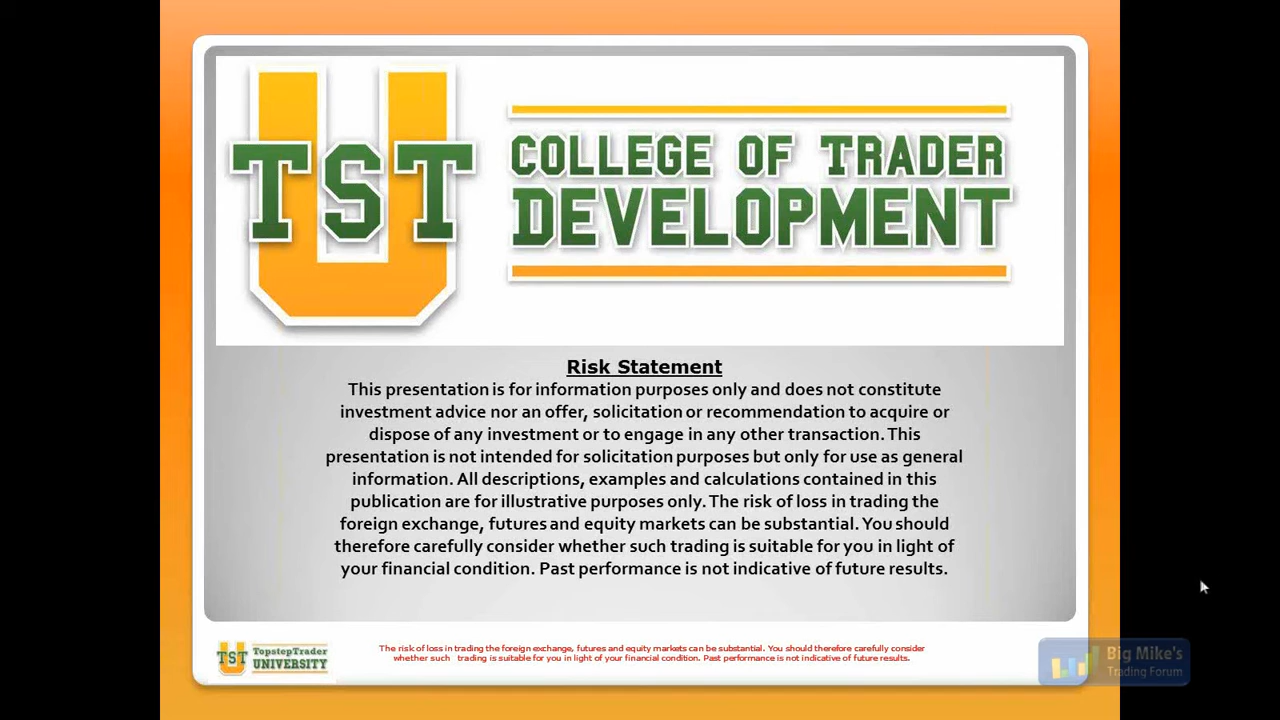 TST
U
COLLEGE OF TRADER
DEVELOPMENT
Risk Statement
This presentation is for information purposes only and does not constitute
investment advice nor an offer, solicitation or recommendation to acquire or
dispose of any investment or to engage in any other transaction. This
presentation is not intended for solicitation purposes but only for use as general
information. All descriptions, examples and calculations contained in this
publication are for illustrative purposes only. The risk of loss in trading the
foreign exchange, futures and equity markets can be substantial. You should
therefore carefully consider whether such trading is suitable for you in light of
your financial condition. Past performance is not indicative of future results.
TST
U
TopstepTrader
UNIVERSITY
The risk of loss in trading the foreign exchange, futures and equity markets can be substantial. You should therefore carefully consider
whether such trading is suitable for you in light of your financial condition. Past performance is not indicative of future results.
Big Mike's
Trading Forum